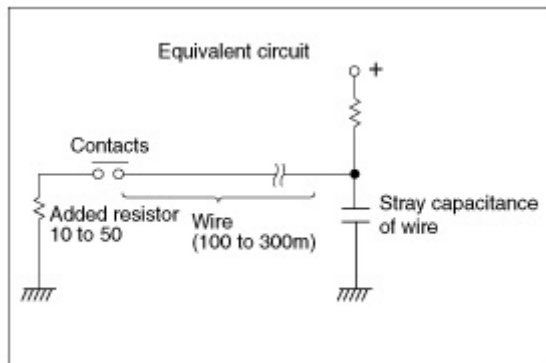 Equivalent circuit
+
Contacts
Added resistor
10 to 50
Wire
(100 to 300m)
Stray capacitance
of wire